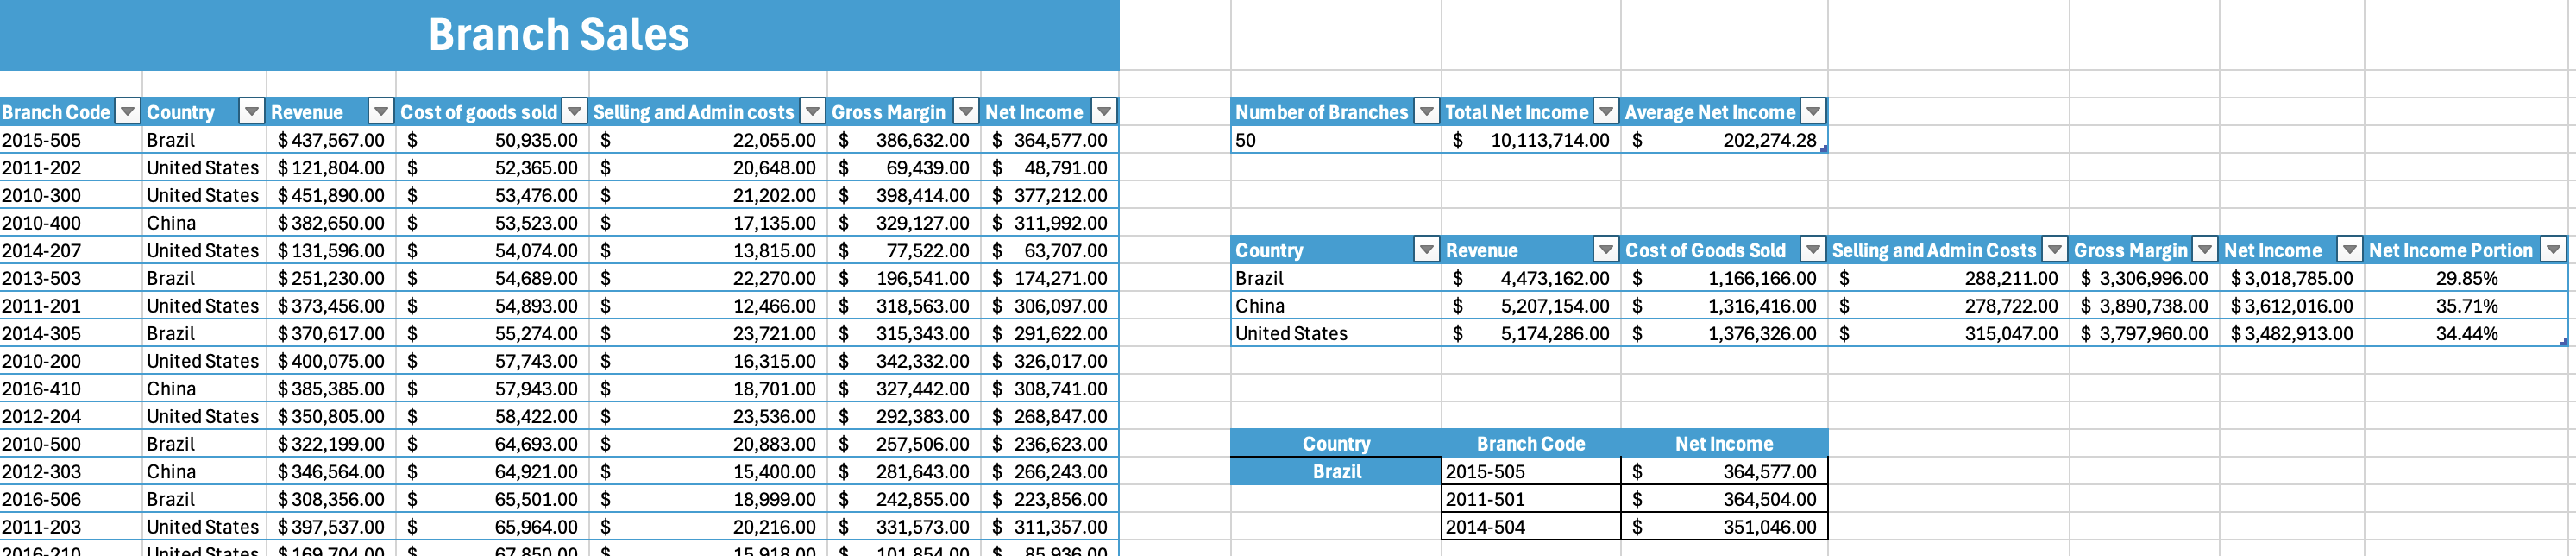 Branch Sales
Branch Code Country Revenue Cost of goods sold Selling and Admin costs Gross Margin Net Income
2015-505 Brazil $ 437,567.00 $ 50,935.00 $ 22,055.00 $ 386,632.00 $ 364,577.00
2011-202 United States $ 121,804.00 $ 52,365.00 $ 20,648.00 $ 69,439.00 $ 48,791.00
2010-300 United States $ 451,890.00 $ 53,476.00 $ 21,202.00 $ 398,414.00 $ 377,212.00
2010-400 China $ 382,650.00 $ 53,523.00 $ 17,135.00 $ 329,127.00 $ 311,992.00
2014-207 United States $ 131,596.00 $ 54,074.00 $ 13,815.00 $ 77,522.00 $ 63,707.00
2013-503 Brazil $ 251,230.00 $ 54,689.00 $ 22,270.00 $ 196,541.00 $ 174,271.00
2011-201 United States $ 373,456.00 $ 54,893.00 $ 12,466.00 $ 318,563.00 $ 306,097.00
2014-305 Brazil $ 370,617.00 $ 55,274.00 $ 23,721.00 $ 315,343.00 $ 291,622.00
2010-200 United States $ 400,075.00 $ 57,743.00 $ 16,315.00 $ 342,332.00 $ 326,017.00
2016-410 China $ 385,385.00 $ 57,943.00 $ 18,701.00 $ 327,442.00 $ 308,741.00
2012-204 United States $ 350,805.00 $ 58,422.00 $ 23,536.00 $ 292,383.00 $ 268,847.00
2010-500 Brazil $ 322,199.00 $ 64,693.00 $ 20,883.00 $ 257,506.00 $ 236,623.00
2012-303 China $ 346,564.00 $ 64,921.00 $ 15,400.00 $ 281,643.00 $ 266,243.00
2016-506 Brazil $ 308,356.00 $ 65,501.00 $ 18,999.00 $ 242,855.00 $ 223,856.00
2011-203 United States $ 397,537.00 $ 65,964.00 $ 20,216.00 $ 331,573.00 $ 311,357.00
2016-210 United States $ 169,704.00 $ 67,850.00 $ 15,918.00 $ 101,854.00 $ 85,936.00
Number of Branches Total Net Income Average Net Income
50 $ 10,113,714.00 $ 202,274.28
Country Revenue Cost of Goods Sold Selling and Admin Costs Gross Margin Net Income Net Income Portion
Brazil $ 4,473,162.00 $ 1,166,166.00 $ 288,211.00 $ 3,306,996.00 $ 3,018,785.00 29.85%
China $ 5,207,154.00 $ 1,316,416.00 $ 278,722.00 $ 3,890,738.00 $ 3,612,016.00 35.71%
United States $ 5,174,286.00 $ 1,376,326.00 $ 315,047.00 $ 3,797,960.00 $ 3,482,913.00 34.44%
Country Branch Code Net Income
Brazil 2015-505 $ 364,577.00
2011-501 $ 364,504.00
2014-504 $ 351,046.00